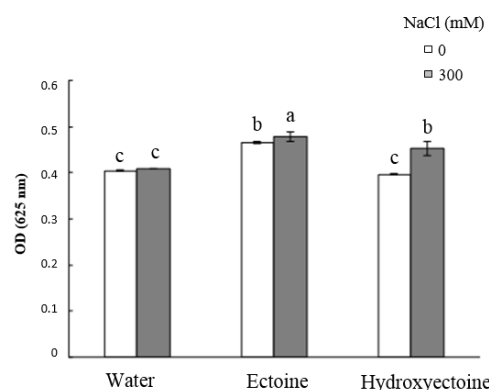 NaCl (mM)
0
300
OD (625 nm)
0.6
0.5
0.4
0.3
0.2
0.1
0
c c
b a
c b
Water Ectoine Hydroxyectoine